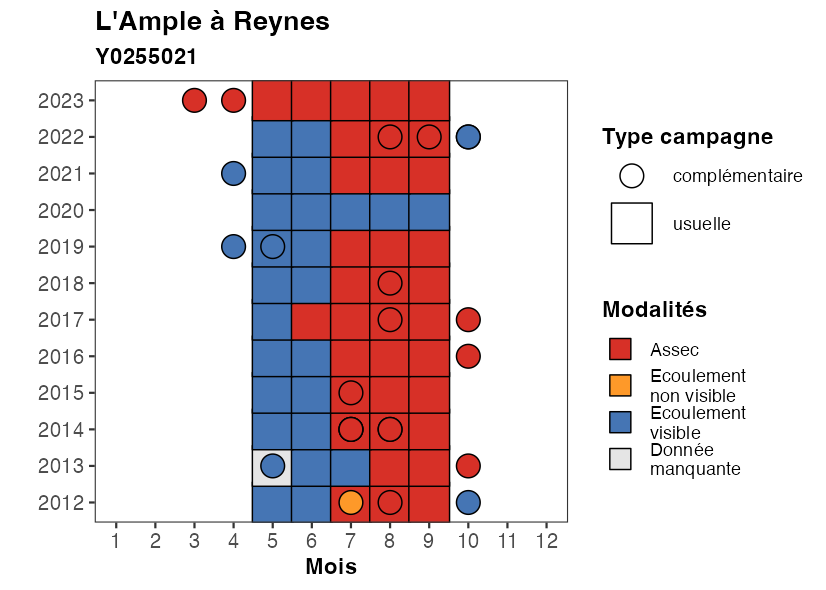 L'Ample à Reynes
Y0255021
2023
2022
2021
2020
2019
2018
2017
2016
2015
2014
2013
2012
1 2 3 4 5 6 7 8 9 10 11 12
Mois
Type campagne
complémentaire
usuelle
Modalités
Assec
Ecoulement
non visible
Ecoulement
visible
Donnée
manquante